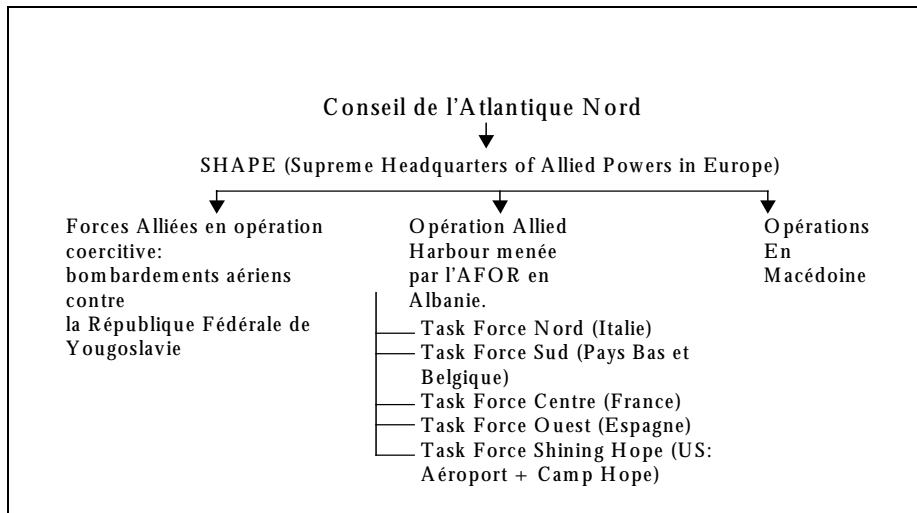 Conseil de l'Atlantique Nord
SHAPE (Supreme Headquarters of Allied Powers in Europe)
Forces Alliées en opération
coercitive:
bombardements aériens
contre
la République Fédérale de
Yougoslavie
Opération Allied
Harbour menée
par l'AFOR en
Albanie.
Task Force Nord (Italie)
Task Force Sud (Pays Bas et
Belgique)
Task Force Centre (France)
Task Force Ouest (Espagne)
Task Force Shining Hope (US:
Aéroport + Camp Hope)
Opérations
En
Macédoine